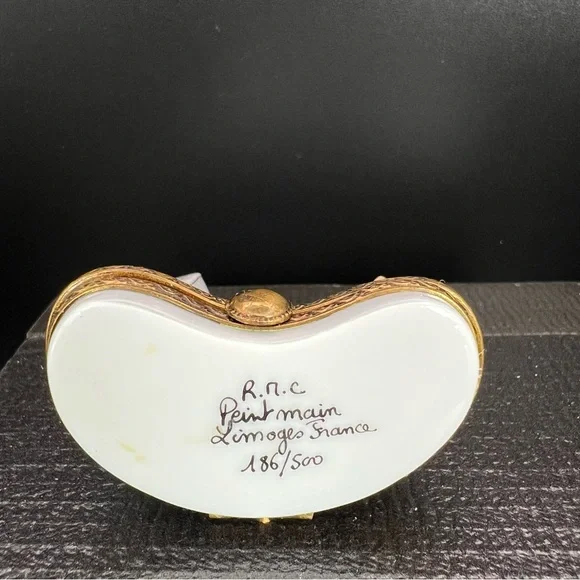 R.M.C
Peint main
Limoges France
186/500